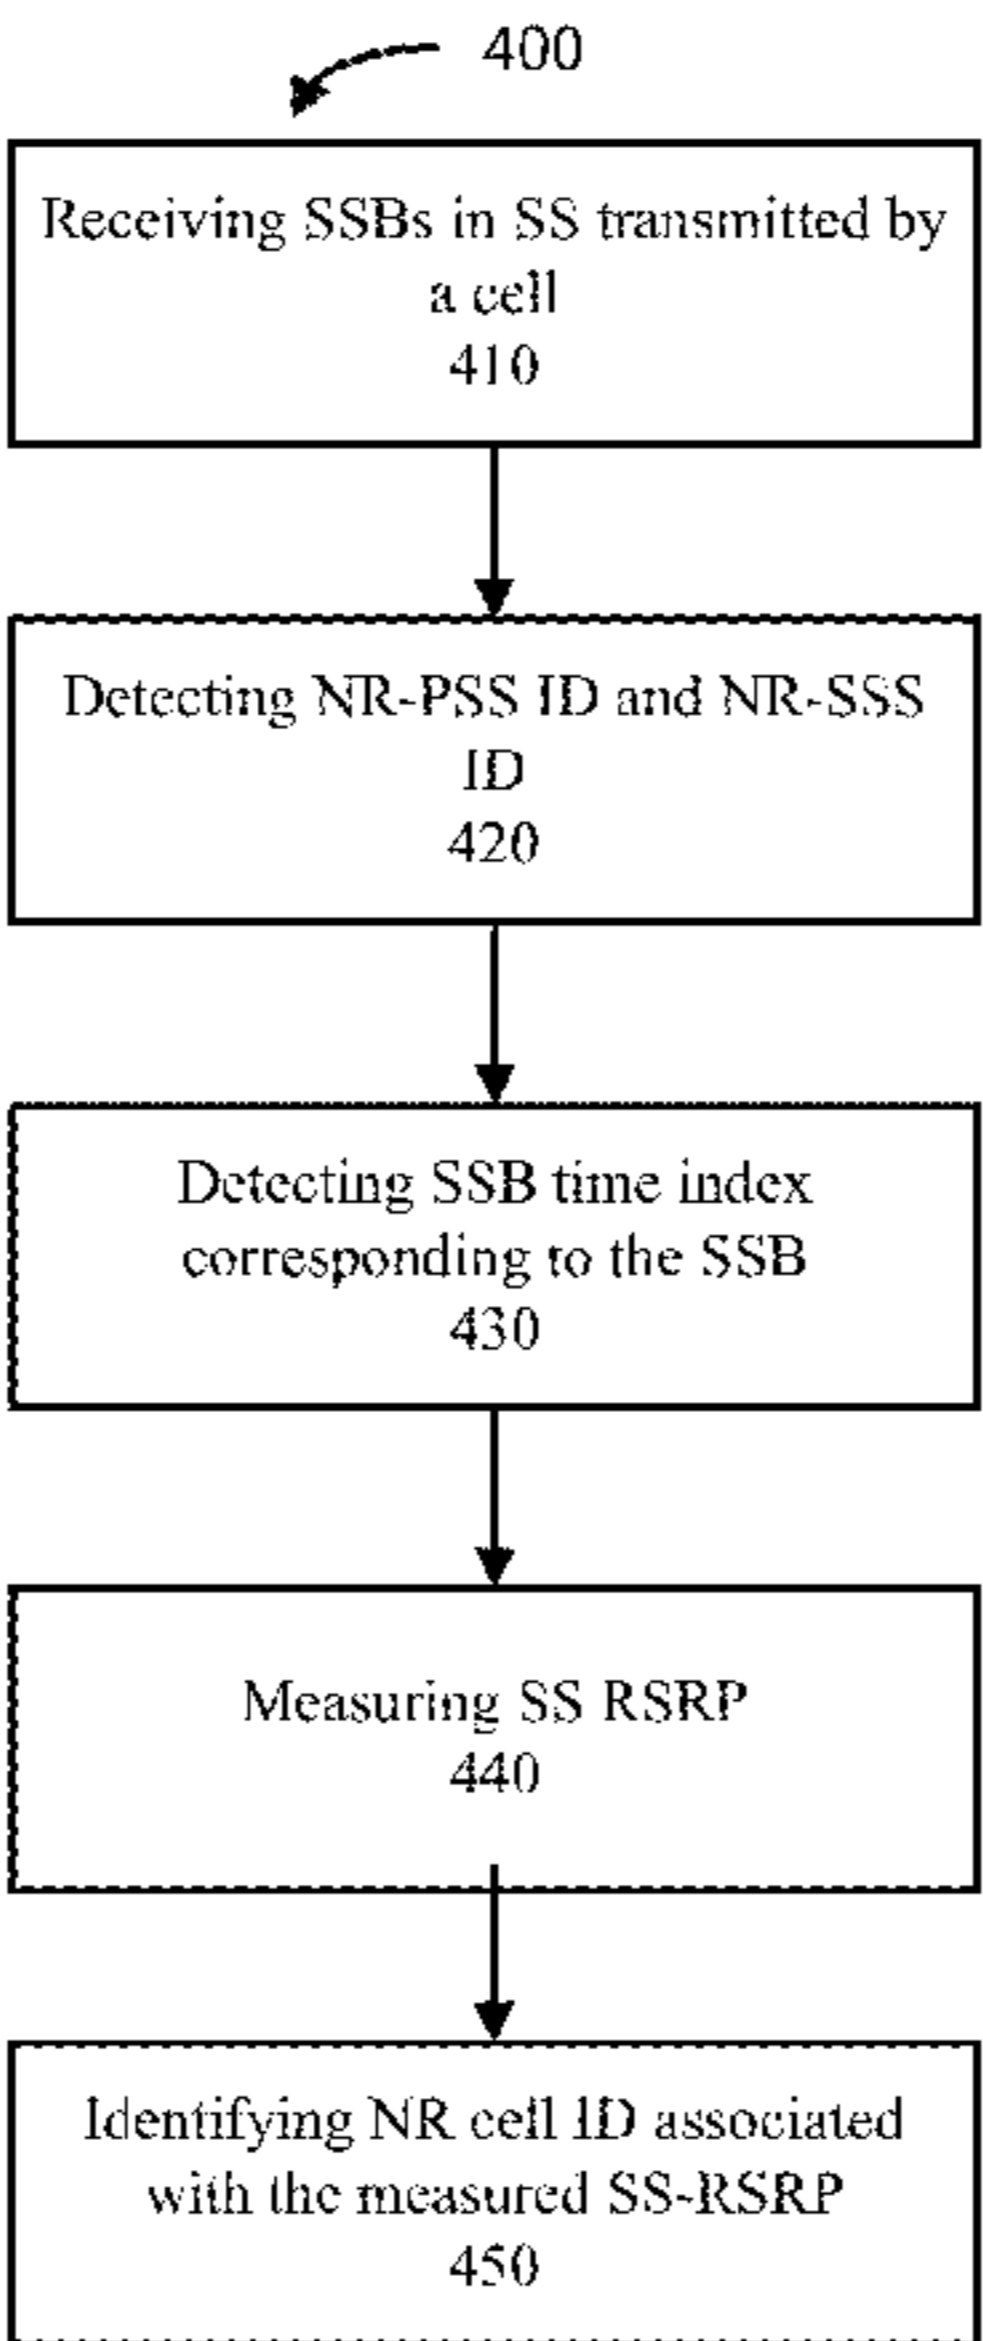 400
Receiving SSBs in SS transmitted by
a cell
410
Detecting NR-PSS ID and NR-SSS
ID
420
Detecting SSB time index
corresponding to the SSB
430
Measuring SS RSRP
440
Identifying NR cell ID associated
with the measured SS-RSRP
450